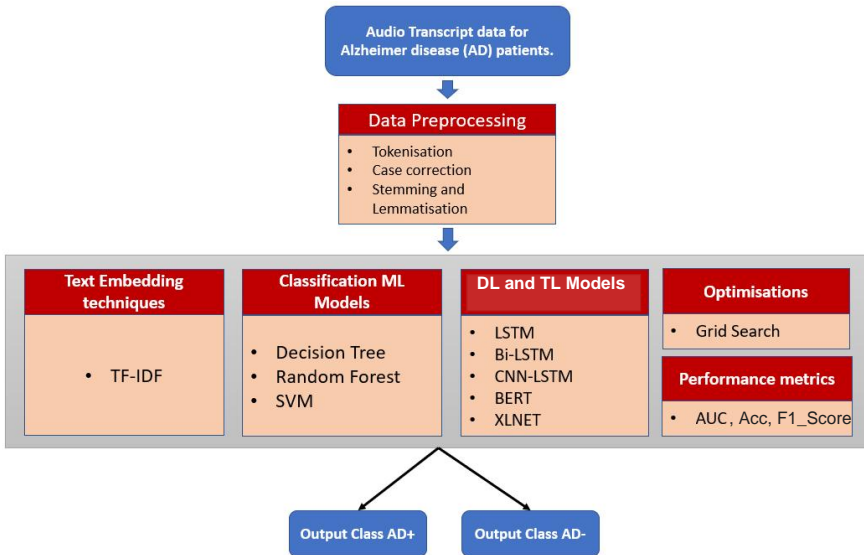 Audio Transcript data for
Alzheimer disease (AD) patients.
Data Preprocessing
• Tokenisation
• Case correction
• Stemming and
Lemmatisation
Text Embedding
techniques
• TF-IDF
Classification ML
Models
• Decision Tree
• Random Forest
• SVM
DL and TL Models
• LSTM
• Bi-LSTM
• CNN-LSTM
• BERT
• XLNET
Optimisations
• Grid Search
Performance metrics
• AUC, Acc, F1_Score
Output Class AD+
Output Class AD-